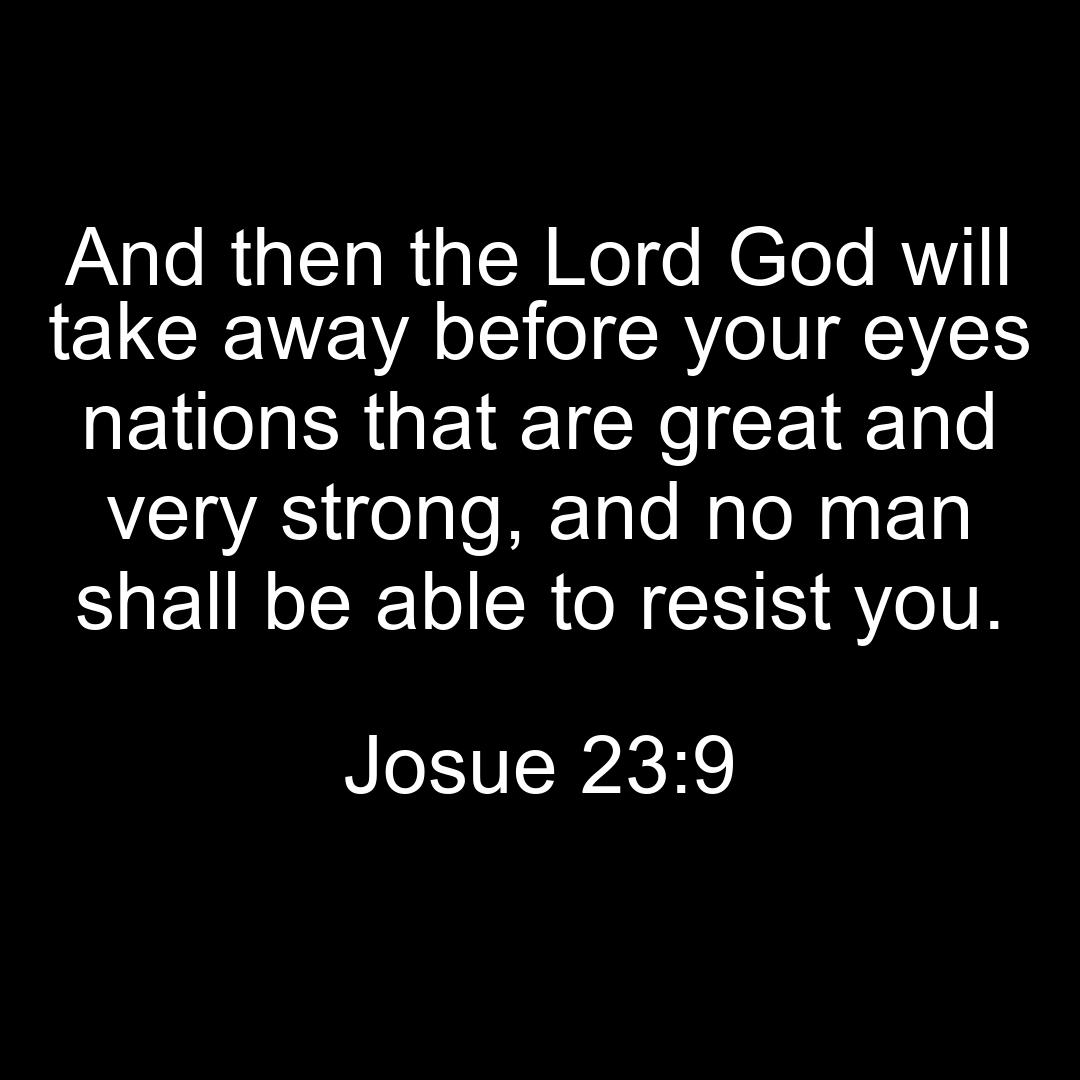 And then the Lord God will
take away before your eyes
nations that are great and
very strong, and no man
shall be able to resist you.
Josue 23:9